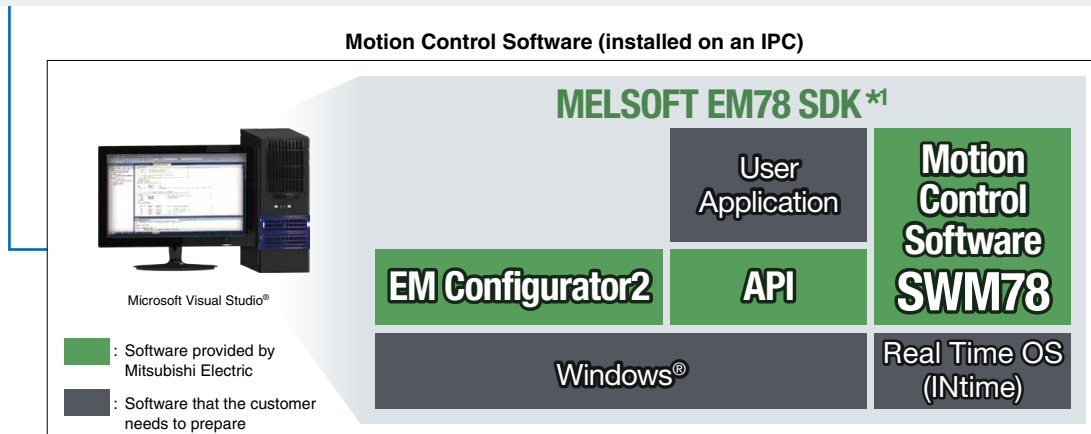 Motion Control Software (installed on an IPC)
MELSOFT EM78 SDK *1
User
Application
Motion
Control
Software
SWM78
EM Configurator2
API
Microsoft Visual Studio®
Windows®
Real Time OS
(INtime)
: Software provided by
Mitsubishi Electric
: Software that the customer
needs to prepare